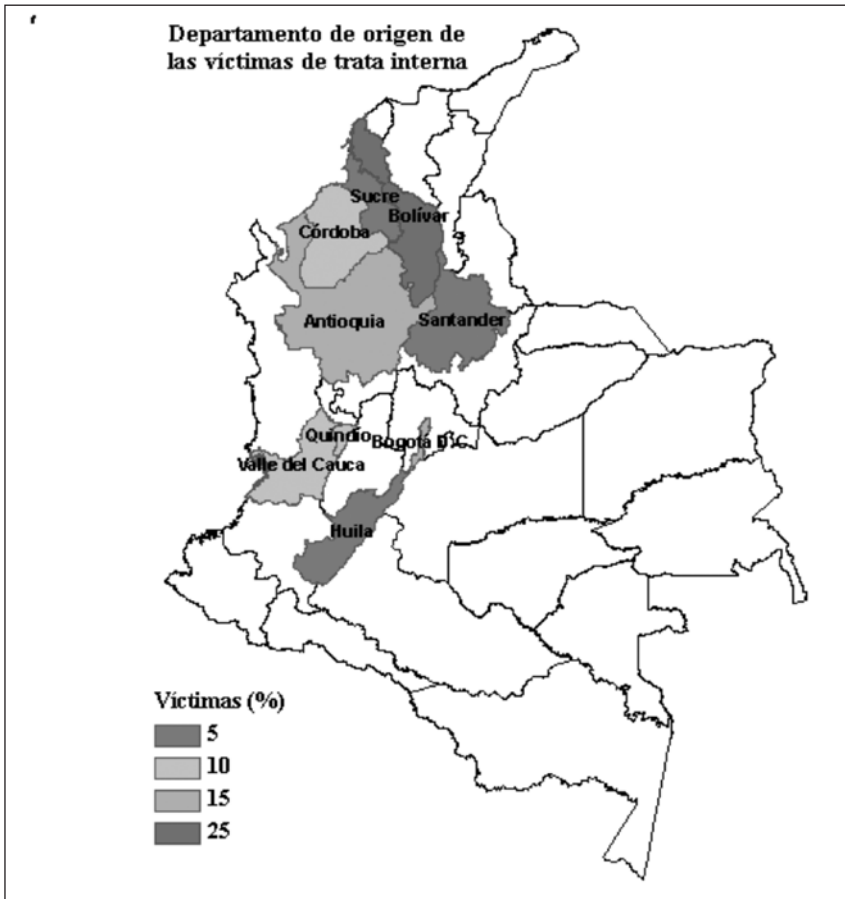 Departamento de origen de
las víctimas de trata interna
Sucre
Bolívar
Córdoba
Antioquia
Santander
Quindío
Bogotá D.C
Valle del Cauca
Huila
Víctimas (%)
5
10
15
25